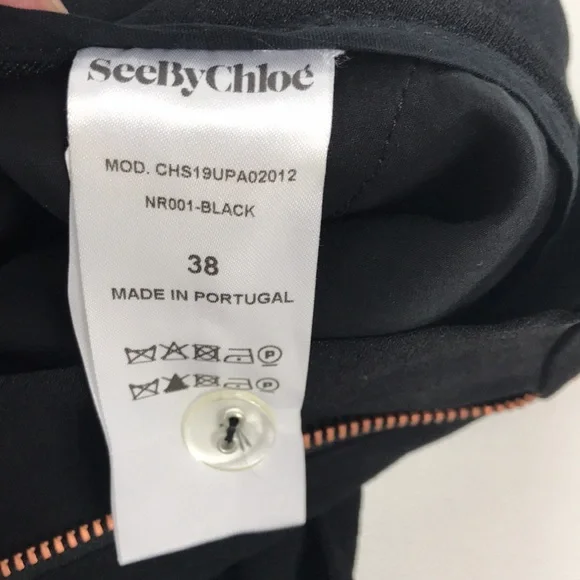 SeeByChloé
MOD. CHS19UPA02012
NR001-BLACK
38
MADE IN PORTUGAL
P
P